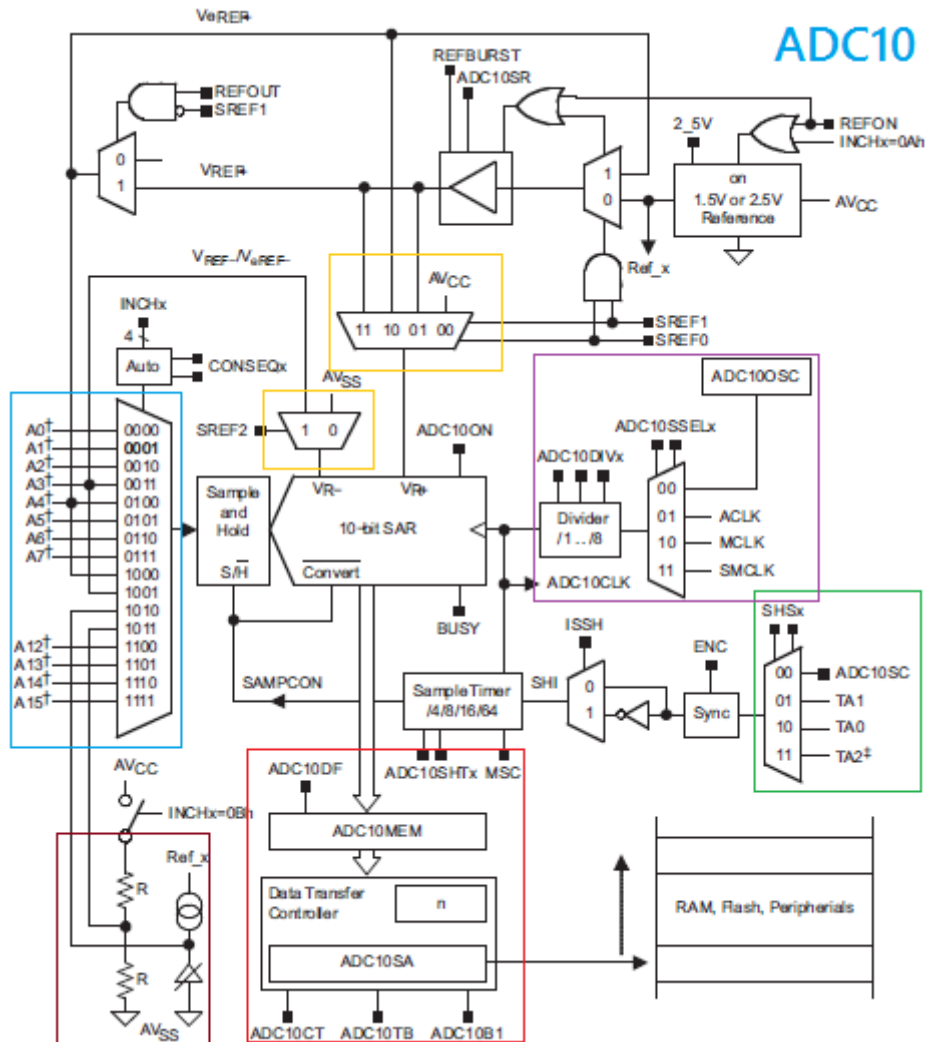 ADC10
VeREF+
REFBURST
ADC10SR
REFOUT
SREF1
2_5V
REFON
INCHx=0Ah
0
1
VREF+
1
0
on
1.5V or 2.5V
Reference
AVCC
Ref_x
VREF-/VeREF-
AVCC
INCHx
4
11 10 01 00
SREF1
SREF0
Auto
CONSEQx
AVSS
ADC10OSC
A0† 0000
A1† 0001
A2† 0010
A3† 0011
A4† 0100
A5† 0101
A6† 0110
A7† 0111
1000
1001
1010
1011
A12† 1100
A13† 1101
A14† 1110
A15† 1111
SREF2
1 0
ADC10ON
ADC10SSELx
ADC10DIVx
Sample
and
Hold
S/H
VR-
VR+
10-bit SAR
Convert
Divider
/1 . . ./8
00
01 ACLK
10 MCLK
11 SMCLK
ADC10CLK
BUSY
SHSx
ISSH
ENC
SAMPCON
Sample Timer
/4/8/16/64
SHI
0
1
Sync
00 ADC10SC
01 TA1
10 TA0
11 TA2‡
ADC10DF
ADC10SHTx
MSC
AVCC
INCHx=0Bh
ADC10MEM
Ref_x
R
R
AVSS
Data Transfer
Controller
n
RAM, Flash, Peripherials
ADC10SA
ADC10CT
ADC10TB
ADC10B1